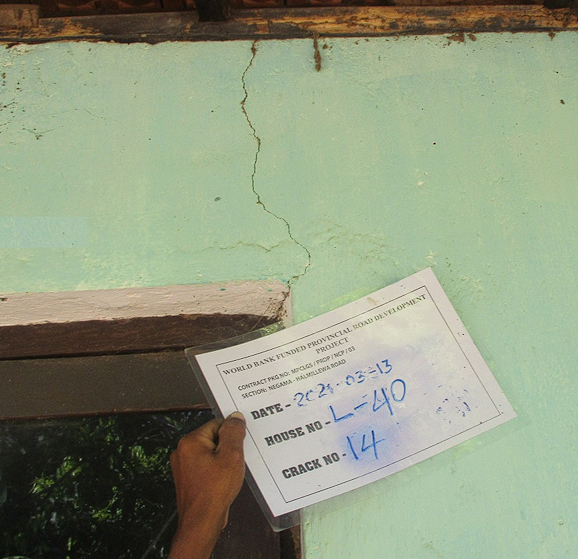 WORLD BANK FUNDED PROVINCIAL ROAD DEVELOPMENT
PROJECT
CONTRACT PKG NO: MPCLGS / PRDP / NCP / 03
SECTION: NEGAMA - HALMILLEWA ROAD
DATE - 2021-03-13
HOUSE NO - L-40
CRACK NO - 14